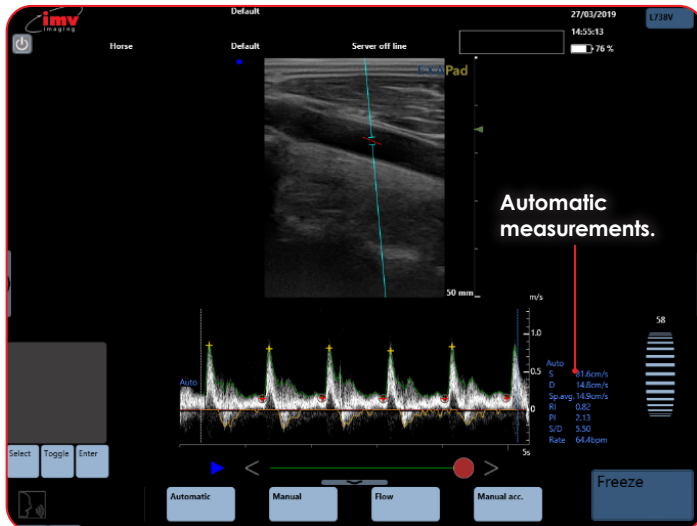 imv
imaging
Default
27/03/2019
L738V
14:55:13
Horse
Default
Server off line
76 %
Pad
Automatic
measurements.
50 mm
m/s
58
1.0
0.5
0
5s
Auto
Auto
S 81.6cm/s
D 14.8cm/s
Sp.avg. 14.9cm/s
RI 0.82
PI 2.13
S/D 5.50
Rate 64.4bpm
Select
Toggle
Enter
Automatic
Manual
Flow
Manual acc.
Freeze